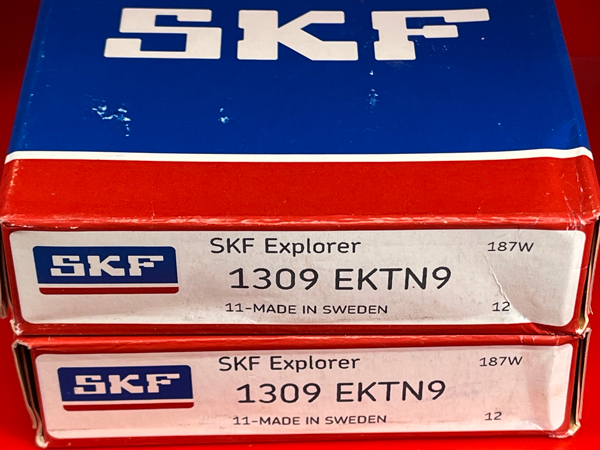 SKF
SKF Explorer 187W
SKF 1309 EKTN9
11-MADE IN SWEDEN 12
SKF Explorer 187W
SKF 1309 EKTN9
11-MADE IN SWEDEN 12